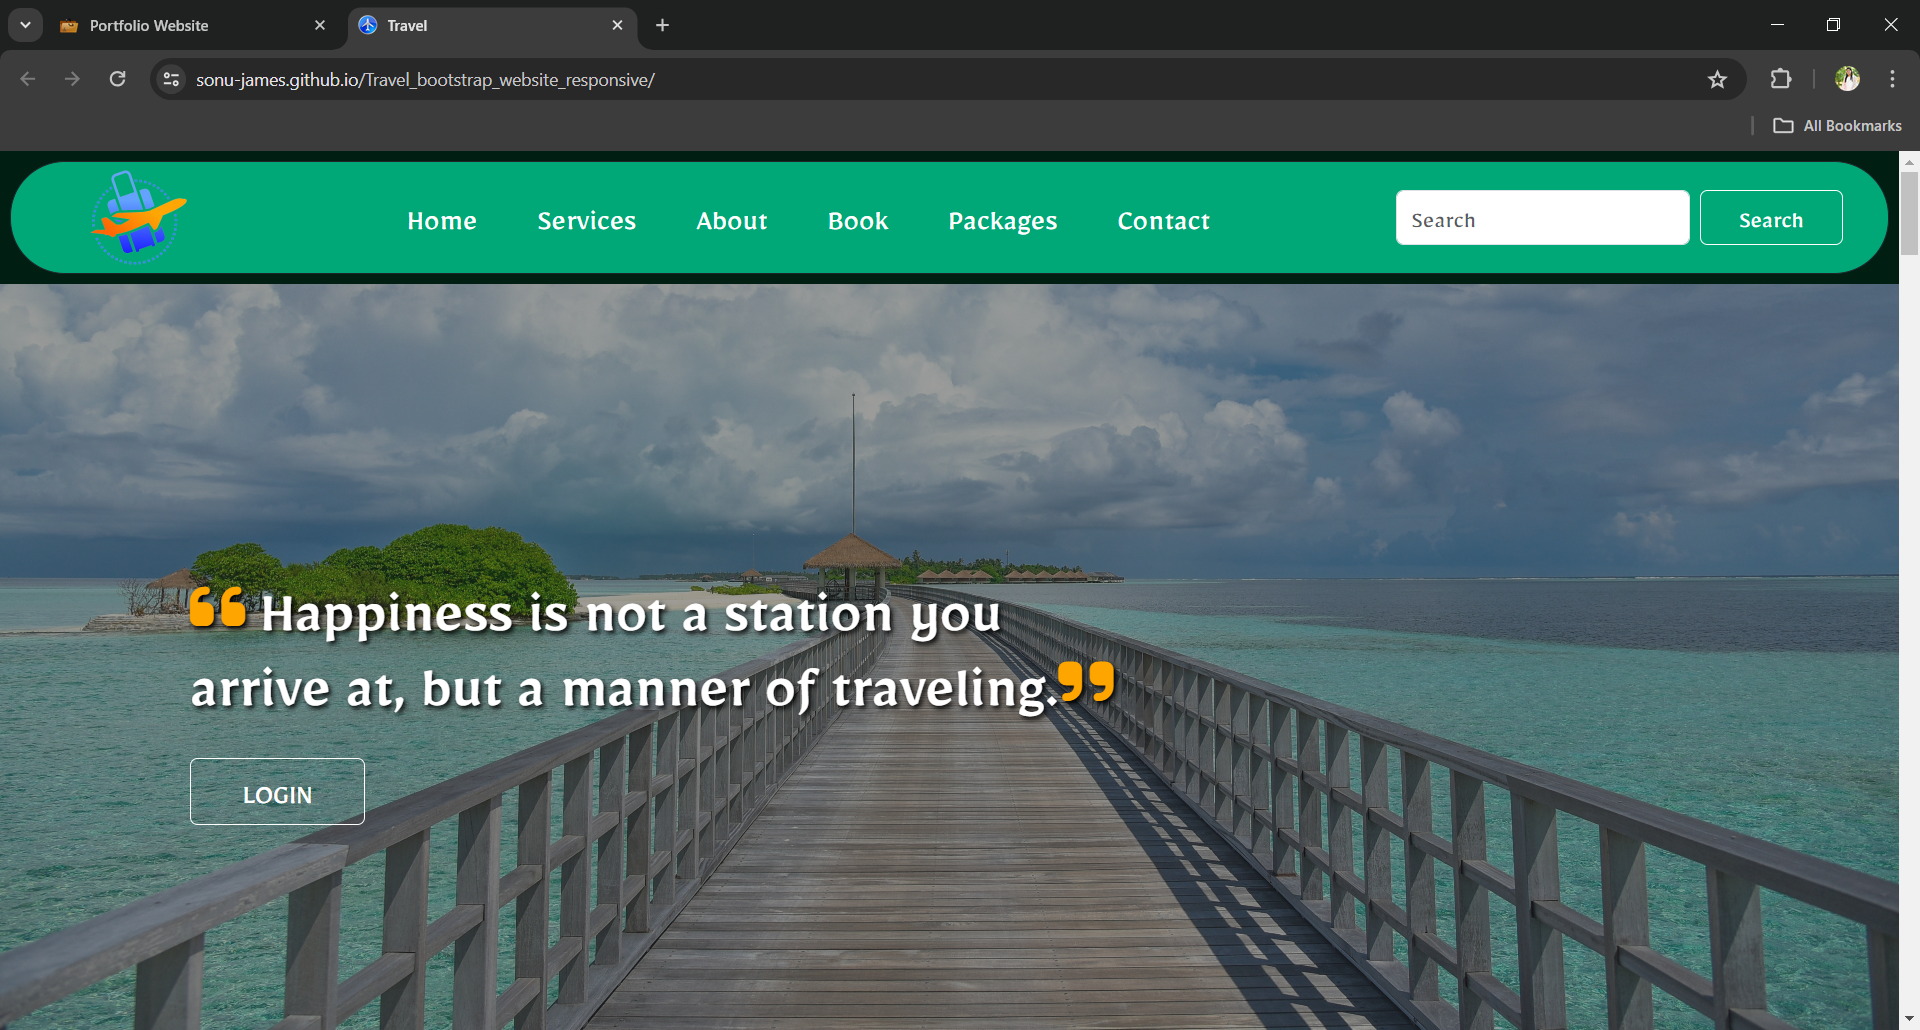 Portfolio Website
Travel
sonu-james.github.io/Travel_bootstrap_website_responsive/
All Bookmarks
Home Services About Book Packages Contact Search Search
“ Happiness is not a station you
arrive at, but a manner of traveling.”
LOGIN